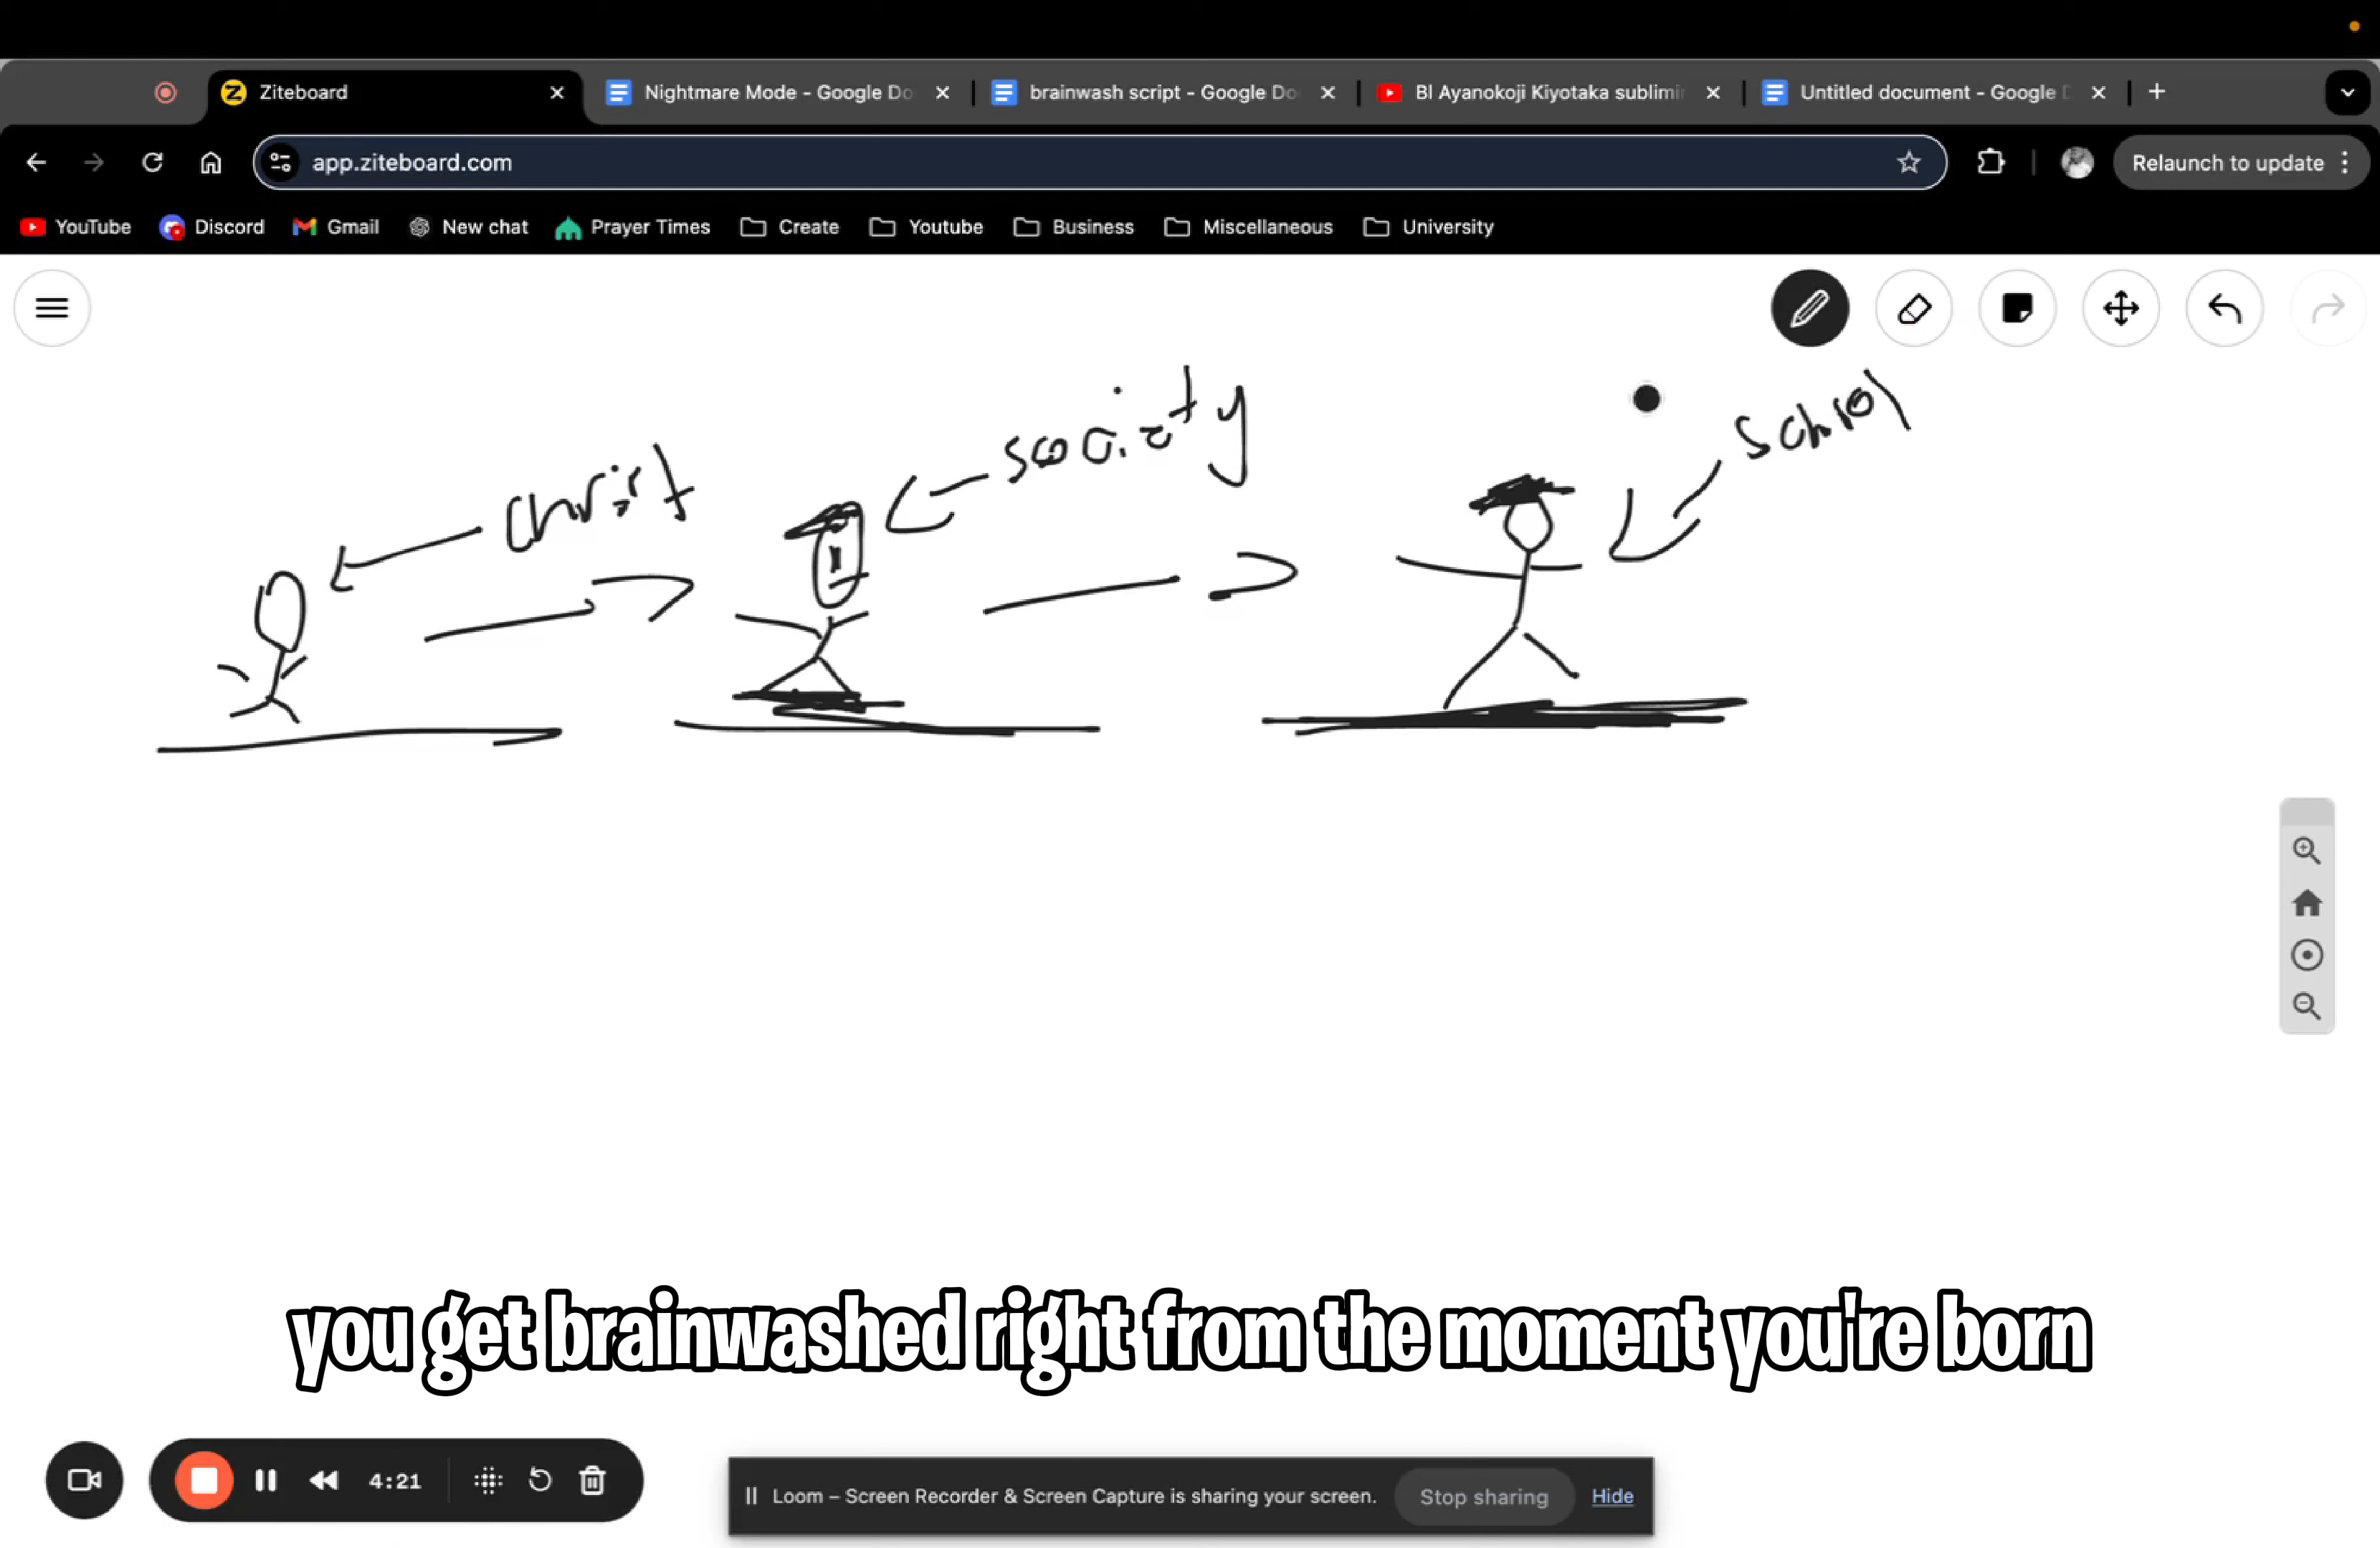 Ziteboard
Nightmare Mode - Google Do
brainwash script - Google Do
BI Ayanokoji Kiyotaka sublimin
Untitled document - Google D
app.ziteboard.com
Relaunch to update
YouTube
Discord
Gmail
New chat
Prayer Times
Create
Youtube
Business
Miscellaneous
University
christ
society
school
you get brainwashed right from the moment you're born
4:21
Loom – Screen Recorder & Screen Capture is sharing your screen.
Stop sharing
Hide